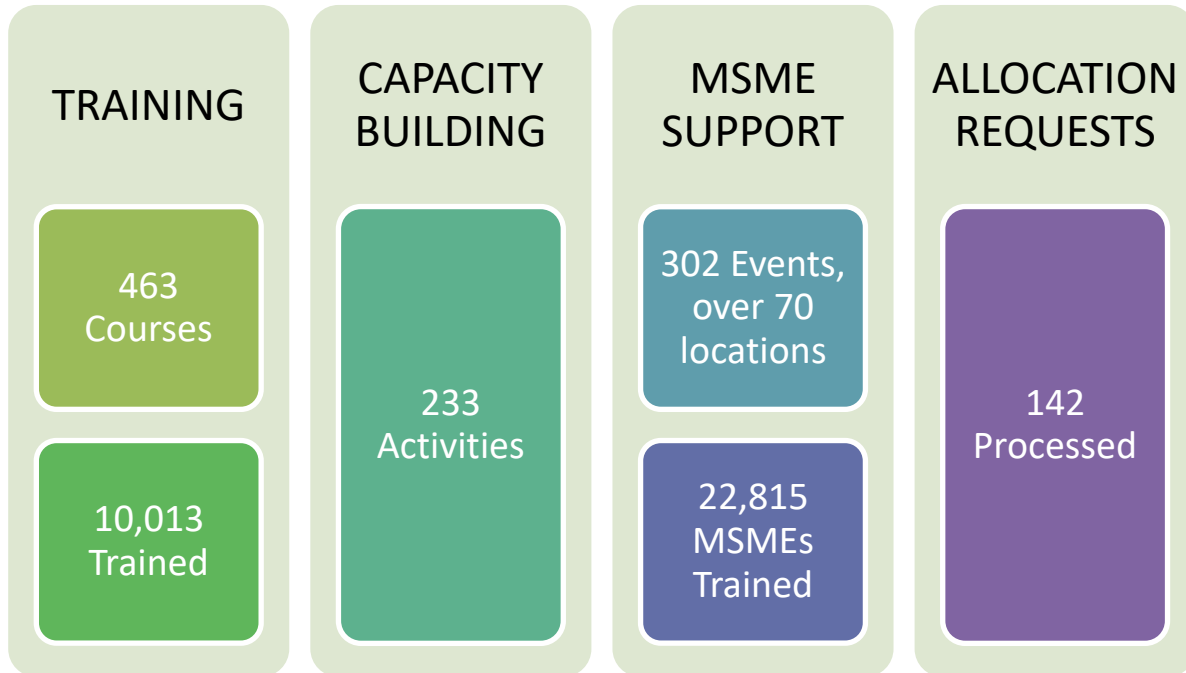 TRAINING
463
Courses
10,013
Trained
CAPACITY
BUILDING
233
Activities
MSME
SUPPORT
302 Events,
over 70
locations
22,815
MSMEs
Trained
ALLOCATION
REQUESTS
142
Processed